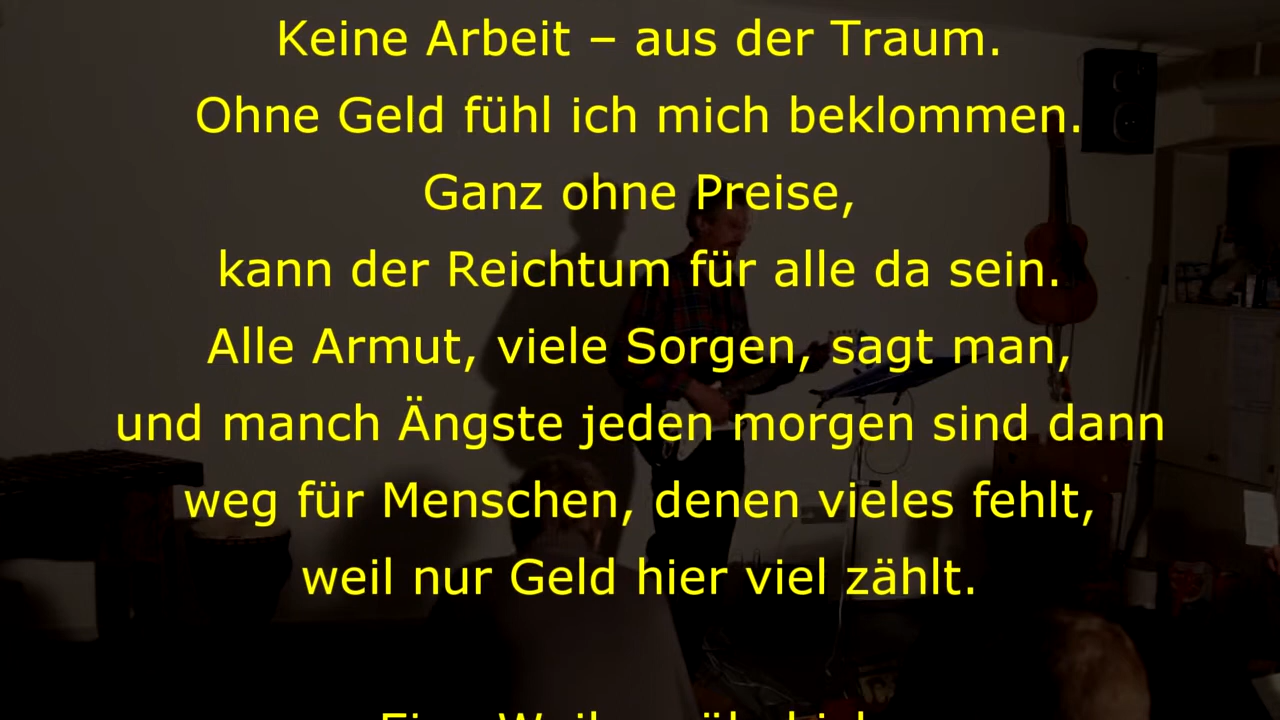 Keine Arbeit – aus der Traum.
Ohne Geld fühl ich mich beklommen.
Ganz ohne Preise,
kann der Reichtum für alle da sein.
Alle Armut, viele Sorgen, sagt man,
und manch Ängste jeden morgen sind dann
weg für Menschen, denen vieles fehlt,
weil nur Geld hier viel zählt.